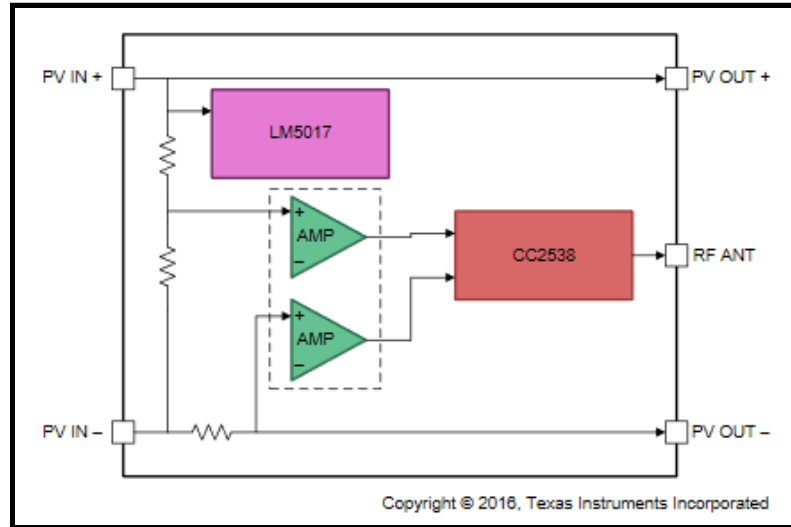 PV IN +
PV OUT +
LM5017
+
AMP
–
CC2538
RF ANT
+
AMP
–
PV IN –
PV OUT –
Copyright © 2016, Texas Instruments Incorporated